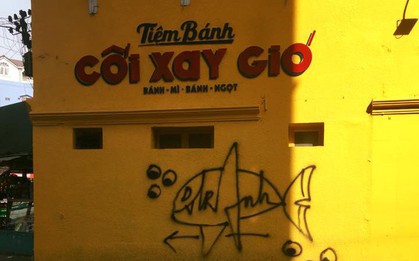 Tiệm Bánh
CỐI XAY GIÓ
BÁNH • MÌ • BÁNH • NGỌT